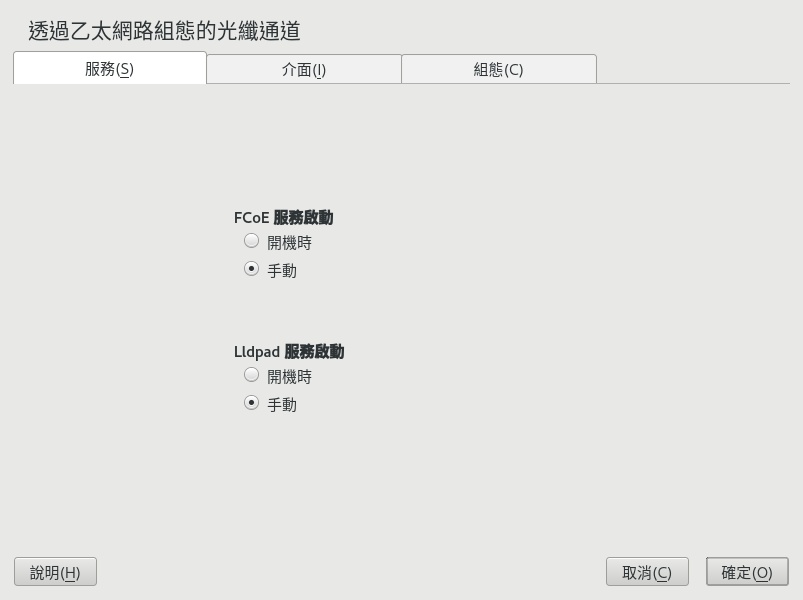 透過乙太網路組態的光纖通道
服務(S)
介面(I)
組態(C)
FCoE 服務啟動
開機時
手動
Lldpad 服務啟動
開機時
手動
說明(H)
取消(C)
確定(O)